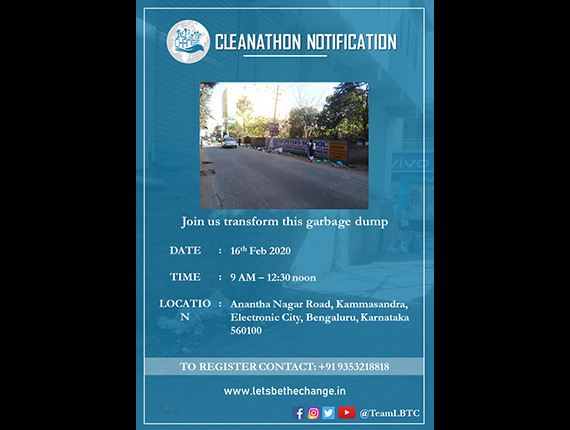 CLEANATHON NOTIFICATION
Join us transform this garbage dump
DATE : 16th Feb 2020
TIME : 9 AM – 12:30 noon
LOCATIO : Anantha Nagar Road, Kammasandra,
N Electronic City, Bengaluru, Karnataka
560100
TO REGISTER CONTACT: +91 9353218818
www.letsbethechange.in
@TeamLBTC
vivo